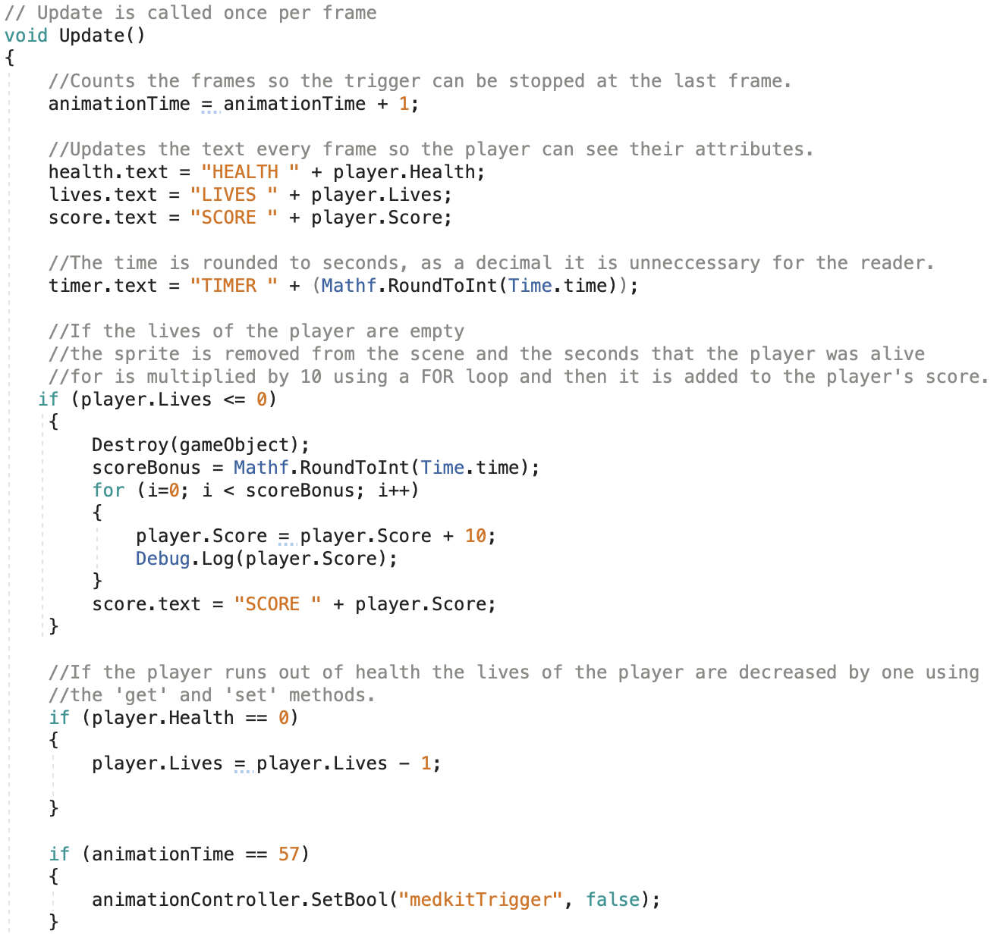 // Update is called once per frame
void Update()
{
//Counts the frames so the trigger can be stopped at the last frame.
animationTime = animationTime + 1;
//Updates the text every frame so the player can see their attributes.
health.text = "HEALTH " + player.Health;
lives.text = "LIVES " + player.Lives;
score.text = "SCORE " + player.Score;
//The time is rounded to seconds, as a decimal it is unneccessary for the reader.
timer.text = "TIMER " + (Mathf.RoundToInt(Time.time));
//If the lives of the player are empty
//the sprite is removed from the scene and the seconds that the player was alive
//for is multiplied by 10 using a FOR loop and then it is added to the player's score.
if (player.Lives <= 0)
{
Destroy(gameObject);
scoreBonus = Mathf.RoundToInt(Time.time);
for (i=0; i < scoreBonus; i++)
{
player.Score = player.Score + 10;
Debug.Log(player.Score);
}
score.text = "SCORE " + player.Score;
}
//If the player runs out of health the lives of the player are decreased by one using
//the 'get' and 'set' methods.
if (player.Health == 0)
{
player.Lives = player.Lives - 1;
}
if (animationTime == 57)
{
animationController.SetBool("medkitTrigger", false);
}